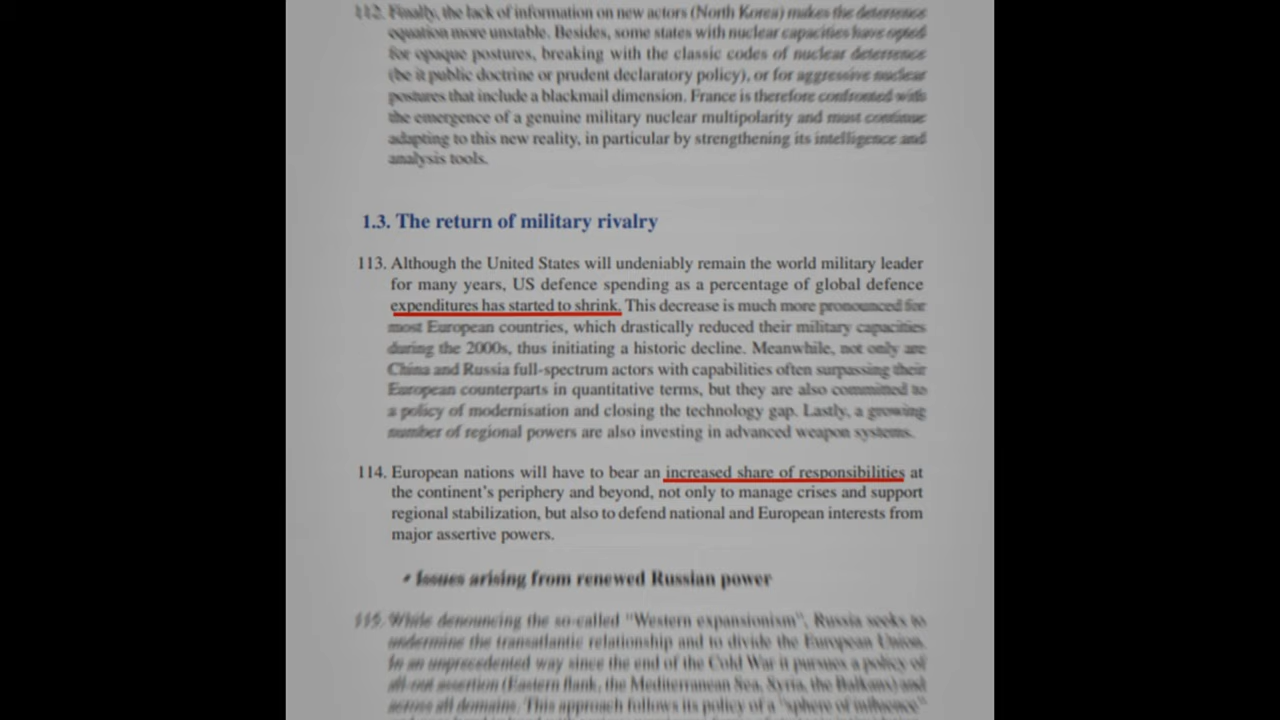 112. Finally, the lack of information on new actors (North Korea) makes the deterrence
equation more unstable. Besides, some states with nuclear capacities have opted
for opaque postures, breaking with the classic codes of nuclear deterrence
(be it public doctrine or prudent declaratory policy), or for aggressive nuclear
postures that include a blackmail dimension. France is therefore confronted with
the emergence of a genuine military nuclear multipolarity and must continue
adapting to this new reality, in particular by strengthening its intelligence and
analysis tools.
1.3. The return of military rivalry
113. Although the United States will undeniably remain the world military leader
for many years, US defence spending as a percentage of global defence
expenditures has started to shrink. This decrease is much more pronounced for
most European countries, which drastically reduced their military capacities
during the 2000s, thus initiating a historic decline. Meanwhile, not only are
China and Russia full-spectrum actors with capabilities often surpassing their
European counterparts in quantitative terms, but they are also committed to
a policy of modernisation and closing the technology gap. Lastly, a growing
number of regional powers are also investing in advanced weapon systems.
114. European nations will have to bear an increased share of responsibilities at
the continent's periphery and beyond, not only to manage crises and support
regional stabilization, but also to defend national and European interests from
major assertive powers.
• Issues arising from renewed Russian power
115. While denouncing the so-called "Western expansionism", Russia seeks to
undermine the transatlantic relationship and to divide the European Union.
In an unprecedented way since the end of the Cold War it pursues a policy of
all-out assertion (Eastern flank, the Mediterranean Sea, Syria, the Balkans) and
across all domains. This approach follows its policy of a "sphere of influence"